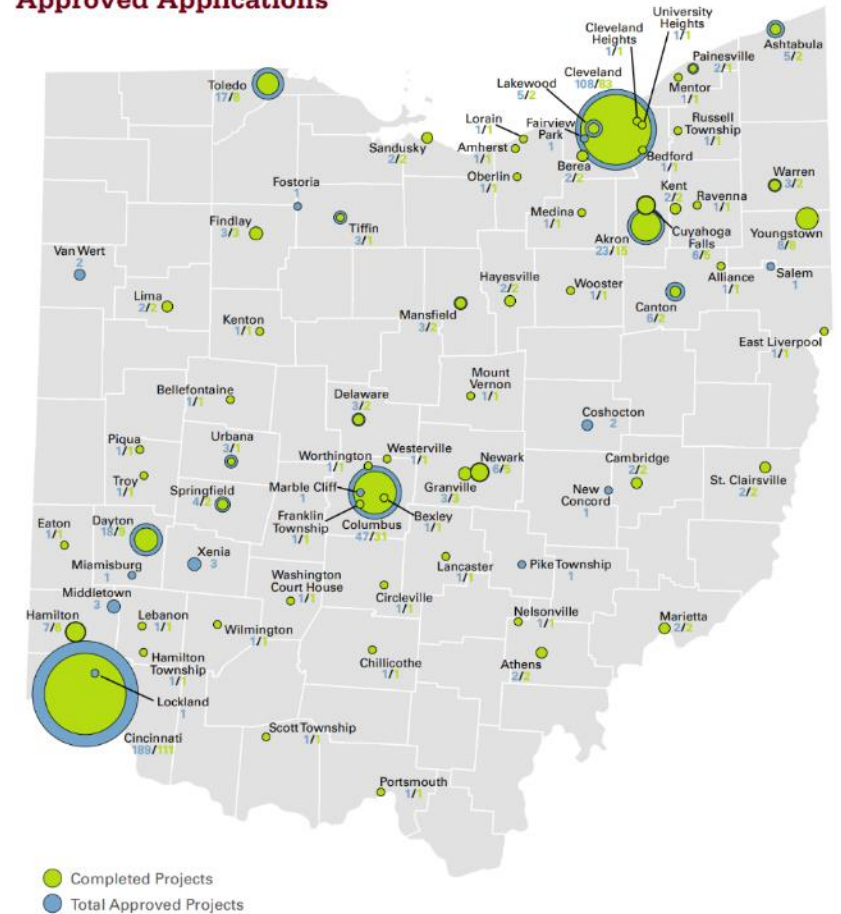 Approved Applications
University
Heights
1/1
Cleveland
Heights
1/1
Ashtabula
5/2
Painesville
2/1
Cleveland
108/83
Mentor
1/1
Lakewood
5/2
Toledo
17/8
Lorain
1/1
Fairview
Park
1
Russell
Township
1/1
Sandusky
2/2
Amherst
1/1
Bedford
1/1
Berea
2/2
Oberlin
1/1
Warren
3/2
Fostoria
1
Kent
2/2
Ravenna
1/1
Medina
1/1
Findlay
3/3
Tiffin
3/1
Akron
23/15
Cuyahoga
Falls
6/5
Youngstown
8/8
Van Wert
2
Hayesville
2/2
Wooster
1/1
Alliance
1/1
Salem
1
Lima
2/2
Mansfield
3/2
Canton
6/2
Kenton
1/1
East Liverpool
1/1
Mount
Vernon
1/1
Bellefontaine
1/1
Delaware
3/2
Coshocton
2
Piqua
1/1
Urbana
3/1
Worthington
1/1
Westerville
1/1
Newark
6/5
Cambridge
2/2
St. Clairsville
2/2
Troy
1/1
Springfield
4/2
Marble Cliff
1
Granville
3/3
New
Concord
1
Franklin
Township
1/1
Columbus
47/31
Bexley
1/1
Eaton
1/1
Dayton
18/9
Xenia
3
Miamisburg
1
Lancaster
1/1
Pike Township
1
Washington
Court House
1/1
Circleville
1/1
Middletown
3
Hamilton
7/6
Lebanon
1/1
Wilmington
1/1
Nelsonville
1/1
Marietta
2/2
Hamilton
Township
1/1
Chillicothe
1/1
Athens
2/2
Lockland
1
Cincinnati
189/111
Scott Township
1/1
Portsmouth
1/1
Completed Projects
Total Approved Projects